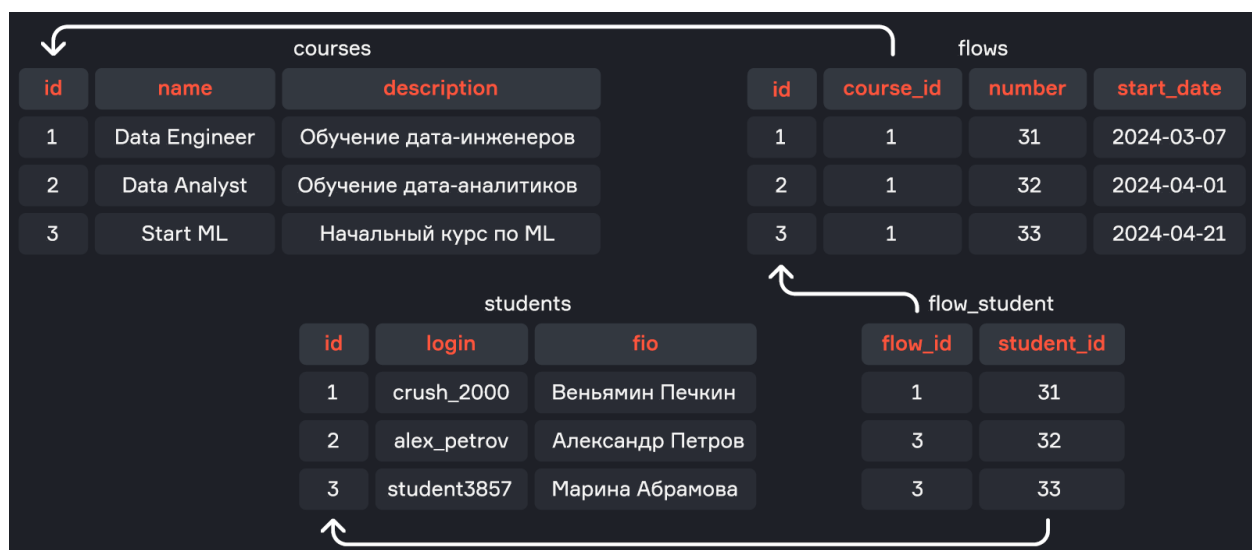 courses flows
id name description id course_id number start_date
1 Data Engineer Обучение дата-инженеров 1 1 31 2024-03-07
2 Data Analyst Обучение дата-аналитиков 2 1 32 2024-04-01
3 Start ML Начальный курс по ML 3 1 33 2024-04-21
students flow_student
id login fio flow_id student_id
1 crush_2000 Веньямин Печкин 1 31
2 alex_petrov Александр Петров 3 32
3 student3857 Марина Абрамова 3 33